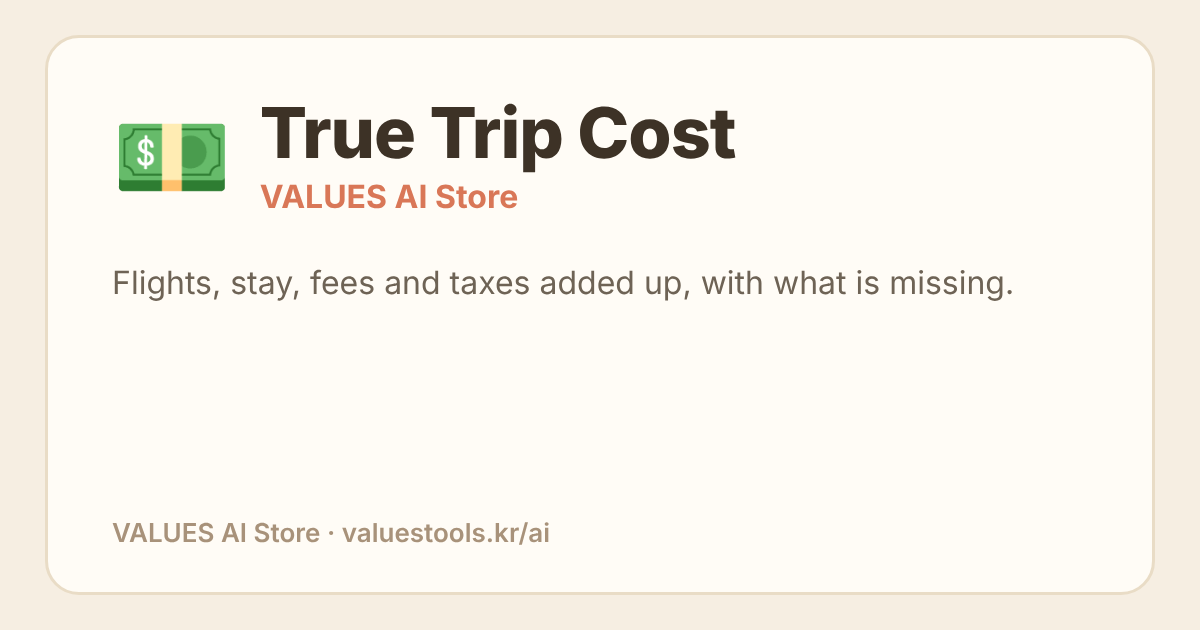 True Trip Cost
VALUES AI Store
Flights, stay, fees and taxes added up, with what is missing.
VALUES AI Store · valuestools.kr/ai